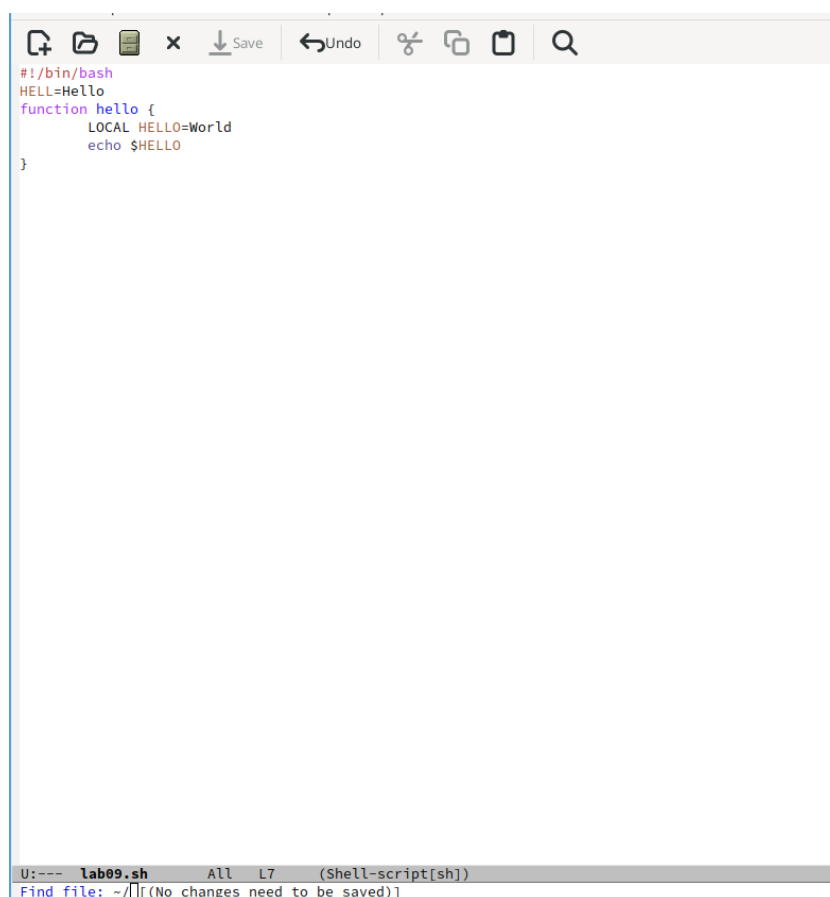 Save Undo
#!/bin/bash
HELL=Hello
function hello {
        LOCAL HELLO=World
        echo $HELLO
}
U:--- lab09.sh All L7 (Shell-script[sh])
Find file: ~/ [(No changes need to be saved)]